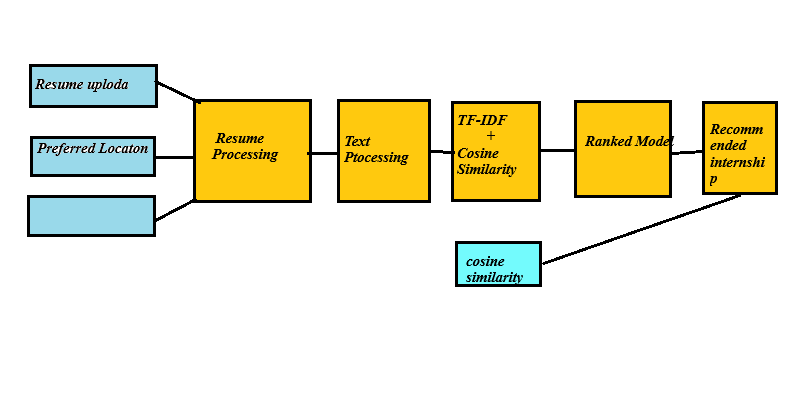 Resume uploda
Preferred Locaton
Resume
Processing
Text
Ptocessing
TF-IDF
+
Cosine
Similarity
Ranked Model
Recomm
ended
internshi
p
cosine
similarity